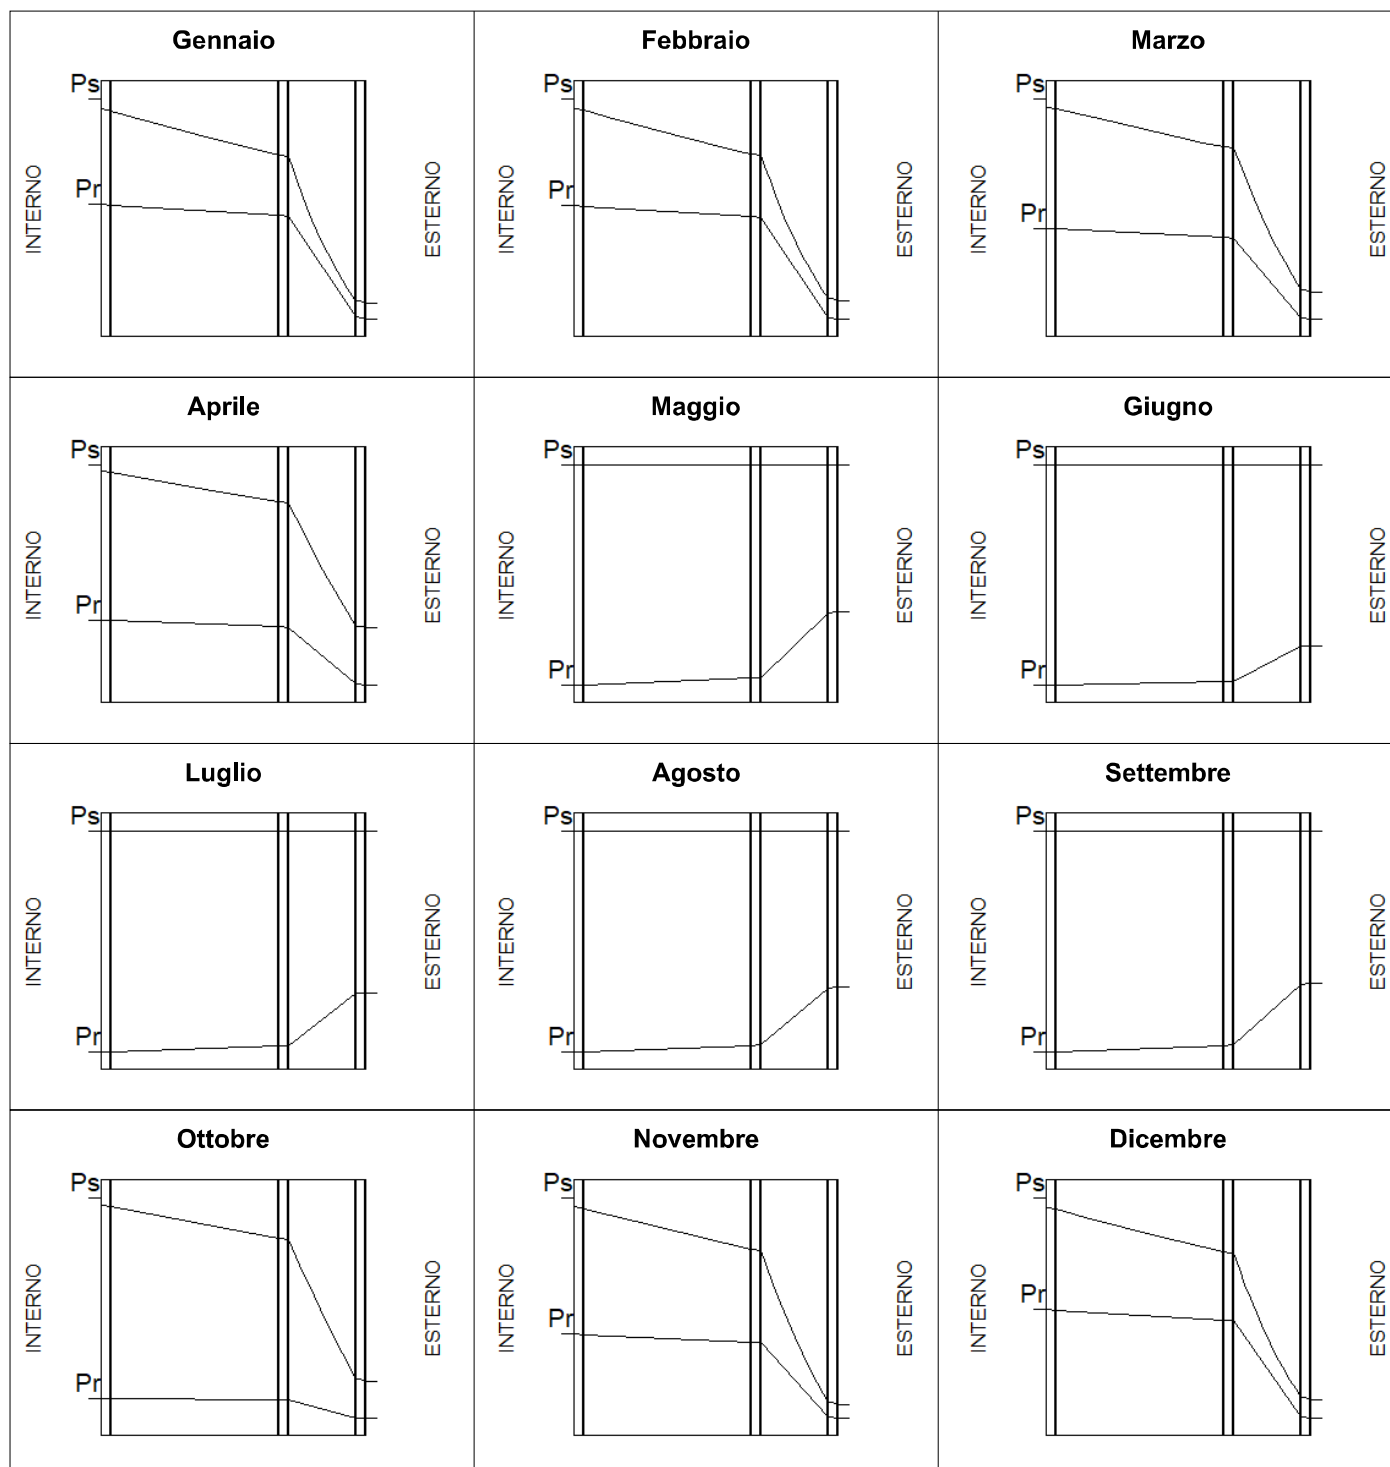 Gennaio
Ps
Pr
INTERNO
ESTERNO
Febbraio
Ps
Pr
INTERNO
ESTERNO
Marzo
Ps
Pr
INTERNO
ESTERNO
Aprile
Ps
Pr
INTERNO
ESTERNO
Maggio
Ps
Pr
INTERNO
ESTERNO
Giugno
Ps
Pr
INTERNO
ESTERNO
Luglio
Ps
Pr
INTERNO
ESTERNO
Agosto
Ps
Pr
INTERNO
ESTERNO
Settembre
Ps
Pr
INTERNO
ESTERNO
Ottobre
Ps
Pr
INTERNO
ESTERNO
Novembre
Ps
Pr
INTERNO
ESTERNO
Dicembre
Ps
Pr
INTERNO
ESTERNO